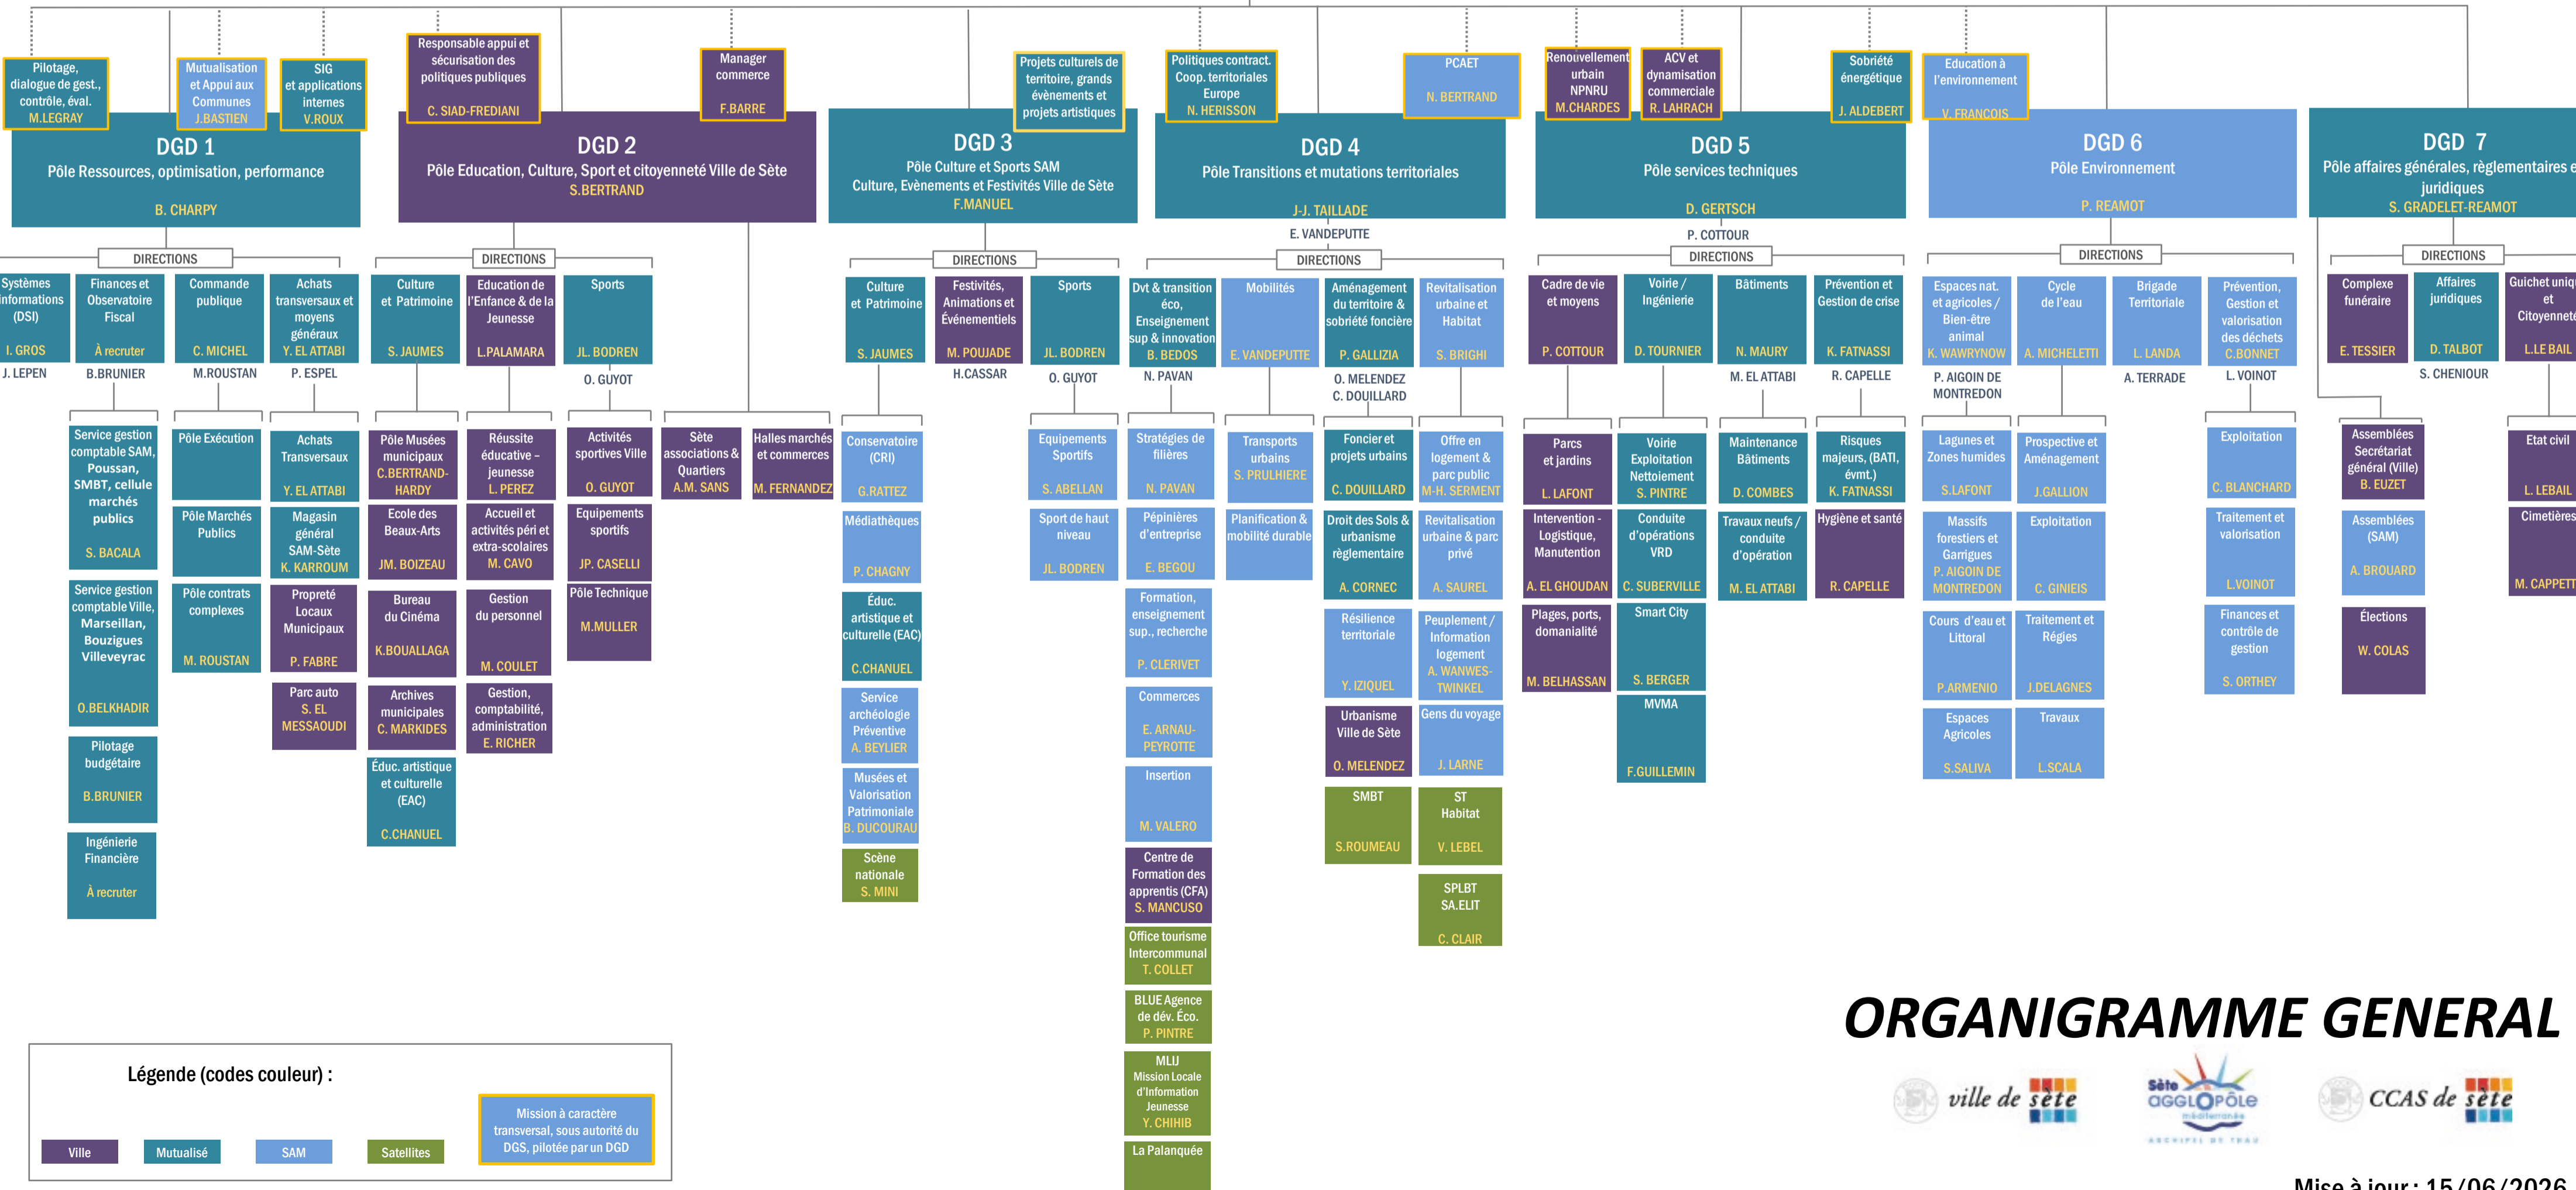 Pilotage,
dialogue de gest.,
contrôle, éval.
M.LEGRAY
Mutualisation
et Appui aux
Communes
J.BASTIEN
SIG
et applications
internes
V.ROUX
Responsable appui et
sécurisation des
politiques publiques
C. SIAD-FREDIANI
Manager
commerce
F.BARRE
Projets culturels de
territoire, grands
évènements et
projets artistiques
Politiques contract.
Coop. territoriales
Europe
N. HERISSON
PCAET
N. BERTRAND
Renouvellement
urbain
NPNRU
M.CHARDES
ACV et
dynamisation
commerciale
R. LAHRACH
Sobriété
énergétique
J. ALDEBERT
Education à
l'environnement
V. FRANCOIS
DGD 1
Pôle Ressources, optimisation, performance
B. CHARPY
DGD 2
Pôle Education, Culture, Sport et citoyenneté Ville de Sète
S.BERTRAND
DGD 3
Pôle Culture et Sports SAM
Culture, Evènements et Festivités Ville de Sète
F.MANUEL
DGD 4
Pôle Transitions et mutations territoriales
J-J. TAILLADE
E. VANDEPUTTE
DGD 5
Pôle services techniques
D. GERTSCH
P. COTTOUR
DGD 6
Pôle Environnement
P. REAMOT
DGD 7
Pôle affaires générales, règlementaires e
juridiques
S. GRADELET-REAMOT
DIRECTIONS
Systèmes
informations
(DSI)
I. GROS
J. LEPEN
Finances et
Observatoire
Fiscal
À recruter
B.BRUNIER
Commande
publique
C. MICHEL
M.ROUSTAN
Achats
transversaux et
moyens
généraux
Y. EL ATTABI
P. ESPEL
DIRECTIONS
Culture
et Patrimoine
S. JAUMES
Education de
l'Enfance & de la
Jeunesse
L.PALAMARA
Sports
JL. BODREN
O. GUYOT
DIRECTIONS
Culture
et Patrimoine
S. JAUMES
Festivités,
Animations et
Événementiels
M. POUJADE
H.CASSAR
Sports
JL. BODREN
O. GUYOT
DIRECTIONS
Dvt & transition
éco,
Enseignement
sup & innovation
B. BEDOS
N. PAVAN
Mobilités
E. VANDEPUTTE
Aménagement
du territoire &
sobriété foncière
P. GALLIZIA
O. MELENDEZ
C. DOUILLARD
Revitalisation
urbaine et
Habitat
S. BRIGHI
DIRECTIONS
Cadre de vie
et moyens
P. COTTOUR
Voirie /
Ingénierie
D. TOURNIER
Bâtiments
N. MAURY
M. EL ATTABI
Prévention et
Gestion de crise
K. FATNASSI
R. CAPELLE
DIRECTIONS
Espaces nat.
et agricoles /
Bien-être
animal
K. WAWRYNOW
P. AIGOIN DE
MONTREDON
Cycle
de l'eau
A. MICHELETTI
Brigade
Territoriale
L. LANDA
A. TERRADE
Prévention,
Gestion et
valorisation
des déchets
C.BONNET
L. VOINOT
DIRECTIONS
Complexe
funéraire
E. TESSIER
Affaires
juridiques
D. TALBOT
S. CHENIOUR
Guichet uniqu
et
Citoyenneté
L.LE BAIL
Service gestion
comptable SAM,
Poussan,
SMBT, cellule
marchés
publics
S. BACALA
Service gestion
comptable Ville,
Marseillan,
Bouzigues
Villeveyrac
O.BELKHADIR
Pilotage
budgétaire
B.BRUNIER
Ingénierie
Financière
À recruter
Pôle Exécution
Pôle Marchés
Publics
Pôle contrats
complexes
M. ROUSTAN
Achats
Transversaux
Y. EL ATTABI
Magasin
général
SAM-Sète
K. KARROUM
Propreté
Locaux
Municipaux
P. FABRE
Parc auto
S. EL
MESSAOUDI
Pôle Musées
municipaux
C.BERTRAND-
HARDY
Ecole des
Beaux-Arts
JM. BOIZEAU
Bureau
du Cinéma
K.BOUALLAGA
Archives
municipales
C. MARKIDES
Éduc. artistique
et culturelle
(EAC)
C.CHANUEL
Réussite
éducative –
jeunesse
L. PEREZ
Accueil et
activités péri et
extra-scolaires
M. CAVO
Gestion
du personnel
M. COULET
Gestion,
comptabilité,
administration
E. RICHER
Activités
sportives Ville
O. GUYOT
Equipements
sportifs
JP. CASELLI
Pôle Technique
M.MULLER
Sète
associations &
Quartiers
A.M. SANS
Halles marchés
et commerces
M. FERNANDEZ
Conservatoire
(CRI)
G.RATTEZ
Médiathèques
P. CHAGNY
Éduc.
artistique et
culturelle (EAC)
C.CHANUEL
Service
archéologie
Préventive
A. BEYLIER
Musées et
Valorisation
Patrimoniale
B. DUCOURAU
Scène
nationale
S. MINI
Equipements
Sportifs
S. ABELLAN
Sport de haut
niveau
JL. BODREN
Stratégies de
filières
N. PAVAN
Pépinières
d'entreprise
E. BEGOU
Formation,
enseignement
sup., recherche
P. CLERIVET
Commerces
E. ARNAU-
PEYROTTE
Insertion
M. VALERO
Centre de
Formation des
apprentis (CFA)
S. MANCUSO
Office tourisme
Intercommunal
T. COLLET
BLUE Agence
de dév. Éco.
P. PINTRE
MLIJ
Mission Locale
d'Information
Jeunesse
Y. CHIHIB
La Palanquée
Transports
urbains
S. PRULHIERE
Planification &
mobilité durable
Foncier et
projets urbains
C. DOUILLARD
Droit des Sols &
urbanisme
règlementaire
A. CORNEC
Résilience
territoriale
Y. IZIQUEL
Urbanisme
Ville de Sète
O. MELENDEZ
SMBT
S.ROUMEAU
Offre en
logement &
parc public
M-H. SERMENT
Revitalisation
urbaine & parc
privé
A. SAUREL
Peuplement /
Information
logement
A. WANWES-
TWINKEL
Gens du voyage
J. LARNE
ST
Habitat
V. LEBEL
SPLBT
SA.ELIT
C. CLAIR
Parcs
et jardins
L. LAFONT
Intervention -
Logistique,
Manutention
A. EL GHOUDAN
Plages, ports,
domanialité
M. BELHASSAN
Voirie
Exploitation
Nettoiement
S. PINTRE
Conduite
d'opérations
VRD
C. SUBERVILLE
Smart City
S. BERGER
MVMA
F.GUILLEMIN
Maintenance
Bâtiments
D. COMBES
Travaux neufs /
conduite
d'opération
M. EL ATTABI
Risques
majeurs, (BATI,
évmt.)
K. FATNASSI
Hygiène et santé
R. CAPELLE
Lagunes et
Zones humides
S.LAFONT
Massifs
forestiers et
Garrigues
P. AIGOIN DE
MONTREDON
Cours d'eau et
Littoral
P.ARMENIO
Espaces
Agricoles
S.SALIVA
Prospective et
Aménagement
J.GALLION
Exploitation
C. GINIEIS
Traitement et
Régies
J.DELAGNES
Travaux
L.SCALA
Exploitation
C. BLANCHARD
Traitement et
valorisation
L.VOINOT
Finances et
contrôle de
gestion
S. ORTHEY
Assemblées
Secrétariat
général (Ville)
B. EUZET
Assemblées
(SAM)
A. BROUARD
Élections
W. COLAS
Etat civil
L. LEBAIL
Cimetières
M. CAPPETT
ORGANIGRAMME GENERAL
ville de sète
Sète
AGGLOPÔLE
méditerranée
ARCHIPEL DE THAU
CCAS de sète
Légende (codes couleur) :
Ville
Mutualisé
SAM
Satellites
Mission à caractère
transversal, sous autorité du
DGS, pilotée par un DGD
Mise à jour : 15/06/2026